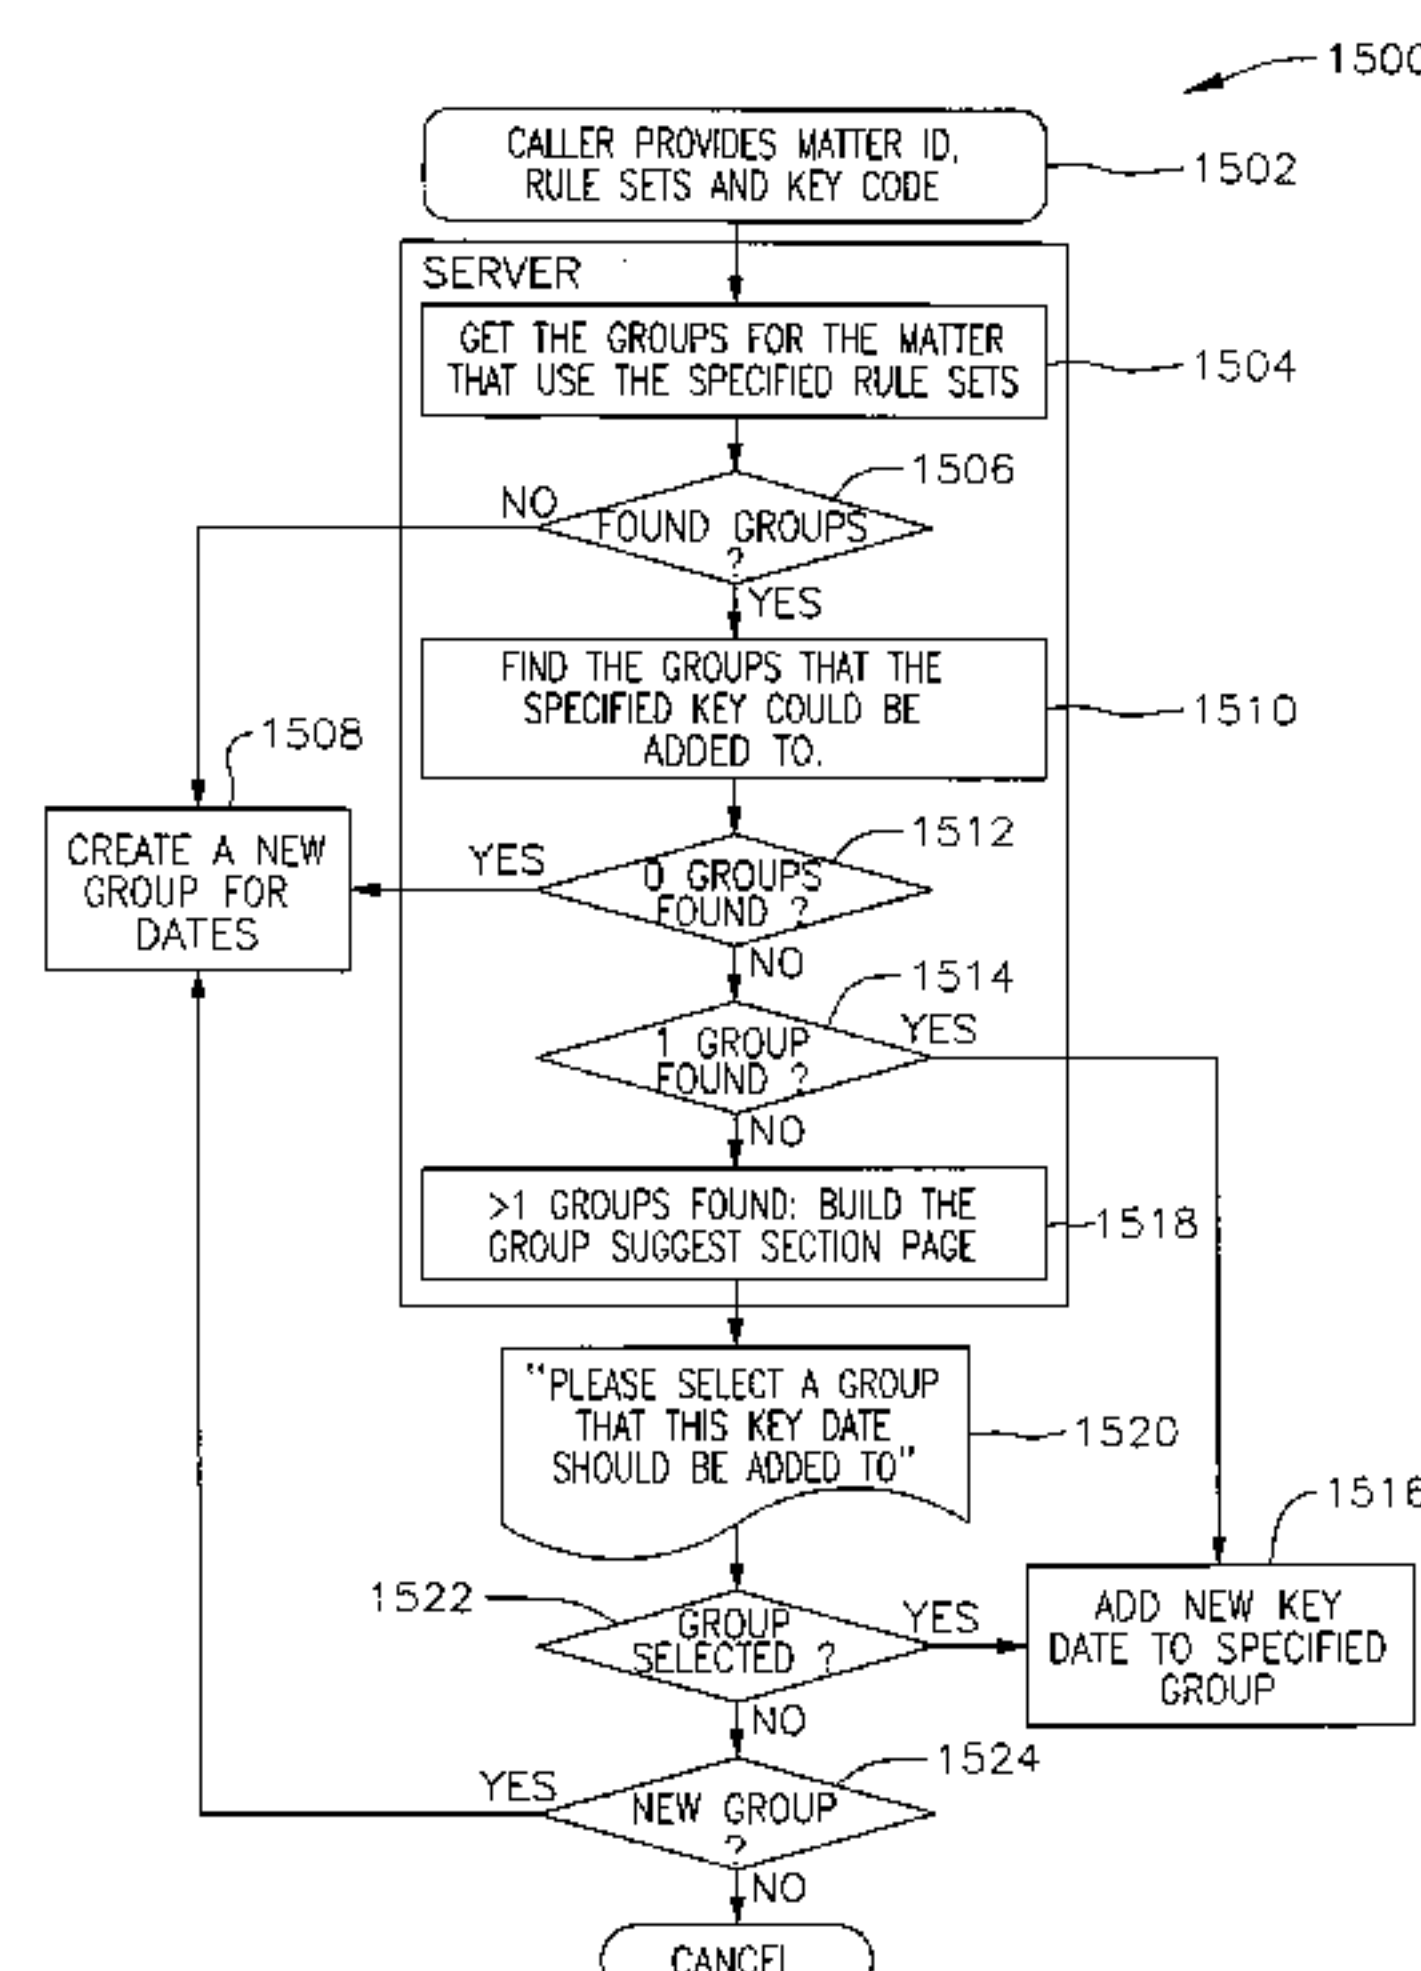 1500
CALLER PROVIDES MATTER ID,
RULE SETS AND KEY CODE
1502
SERVER
GET THE GROUPS FOR THE MATTER
THAT USE THE SPECIFIED RULE SETS
1504
1506
NO
FOUND GROUPS
?
YES
FIND THE GROUPS THAT THE
SPECIFIED KEY COULD BE
ADDED TO.
1510
1508
CREATE A NEW
GROUP FOR
DATES
1512
YES
0 GROUPS
FOUND ?
NO
1514
YES
1 GROUP
FOUND ?
NO
>1 GROUPS FOUND: BUILD THE
GROUP SUGGEST SECTION PAGE
1518
"PLEASE SELECT A GROUP
THAT THIS KEY DATE
SHOULD BE ADDED TO"
1520
1516
ADD NEW KEY
DATE TO SPECIFIED
GROUP
1522
GROUP
SELECTED ?
YES
NO
1524
YES
NEW GROUP
?
NO
CANCEL